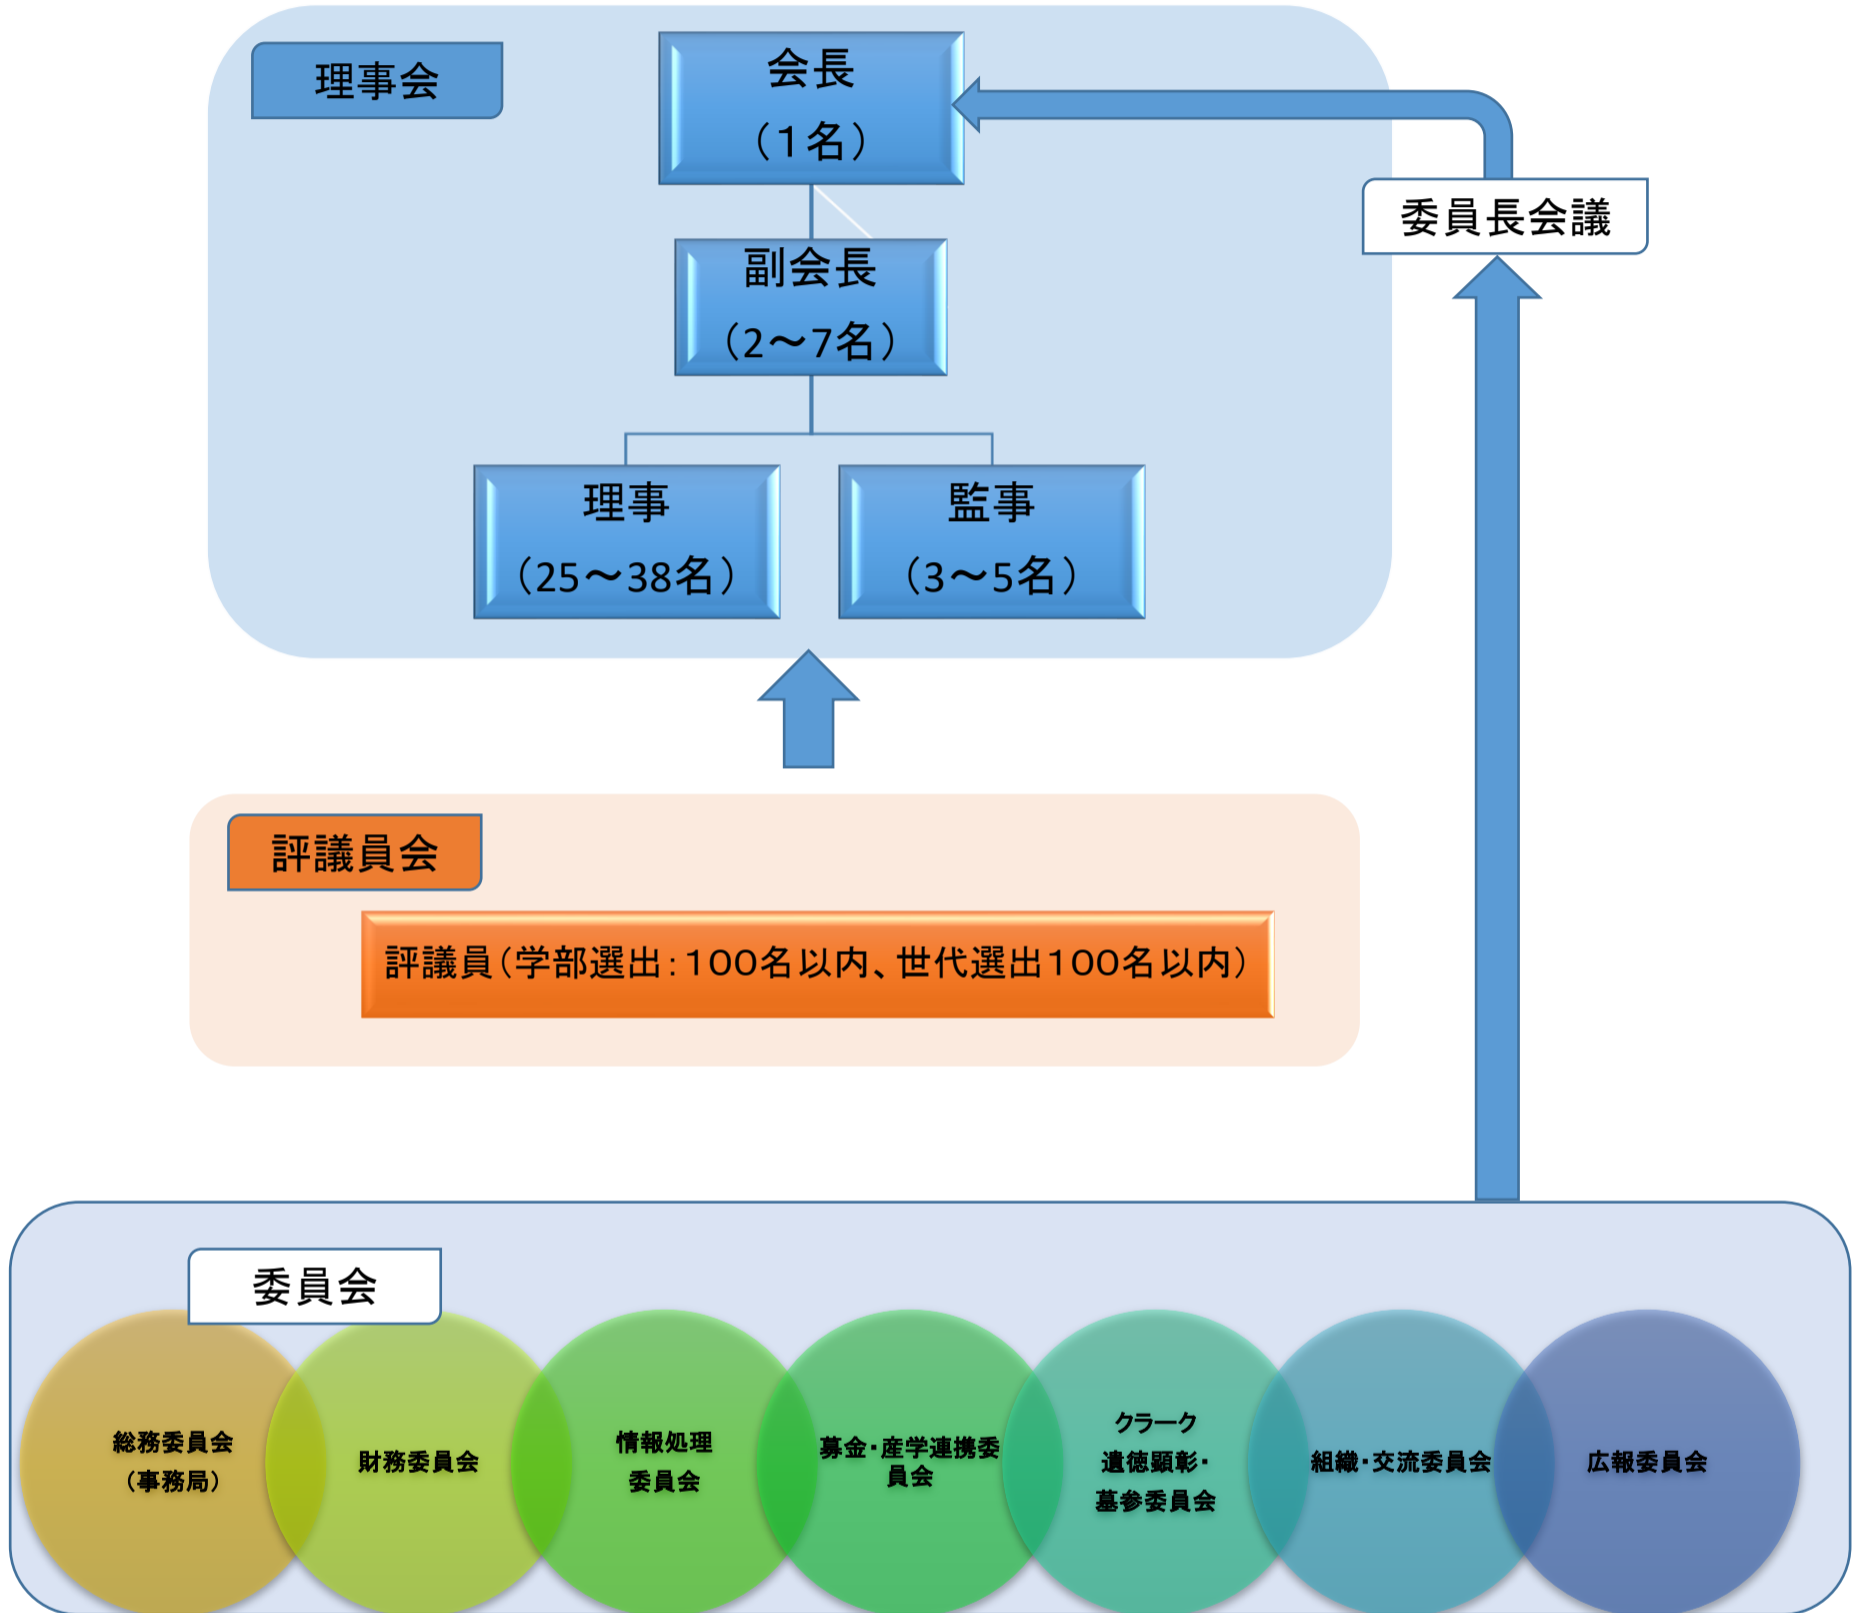 理事会
会長
（１名）
委員長会議
副会長
（2～7名）
理事
（25～38名）
監事
（3～5名）
評議員会
評議員（学部選出：１００名以内、世代選出１００名以内）
委員会
総務委員会
（事務局）
財務委員会
情報処理
委員会
募金・産学連携委
員会
クラーク
遺徳顕彰・
墓参委員会
組織・交流委員会
広報委員会